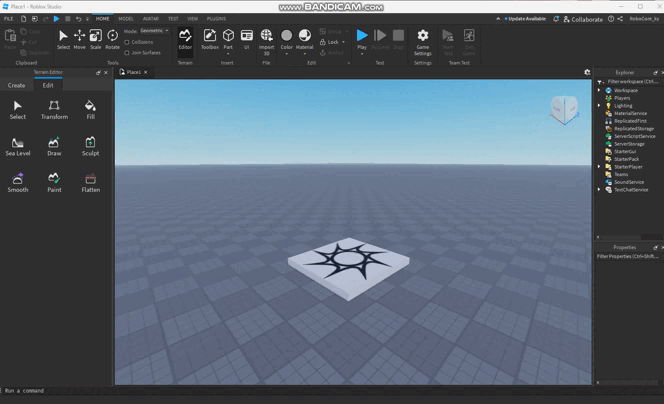 Place1 - Roblox Studio
www.BANDICAM.com
FILE HOME MODEL AVATAR TEST VIEW PLUGINS
Update Available
Collaborate
RekoCom_ko
Paste
Cut
Duplicate
Clipboard
Select Move Scale Rotate
Mode: Geometric
Collisions
Join Surfaces
Tools
Editor
Terrain
Toolbox Part UI
Insert
Import 3D
File
Color Material
Group
Lock
Edit
Play Resume Stop
Test
Game Settings
Settings
Team Test
Exit Game
Team Test
Terrain Editor
Create Edit
Select Transform Fill
Sea Level Draw Sculpt
Smooth Paint Flatten
Place1
Explorer
Filter workspace (Ctrl...
Workspace
Players
Lighting
MaterialService
ReplicatedFirst
ReplicatedStorage
ServerScriptService
ServerStorage
StarterGui
StarterPack
StarterPlayer
Teams
SoundService
TextChatService
Properties
Filter Properties (Ctrl+Shift...
Run a command